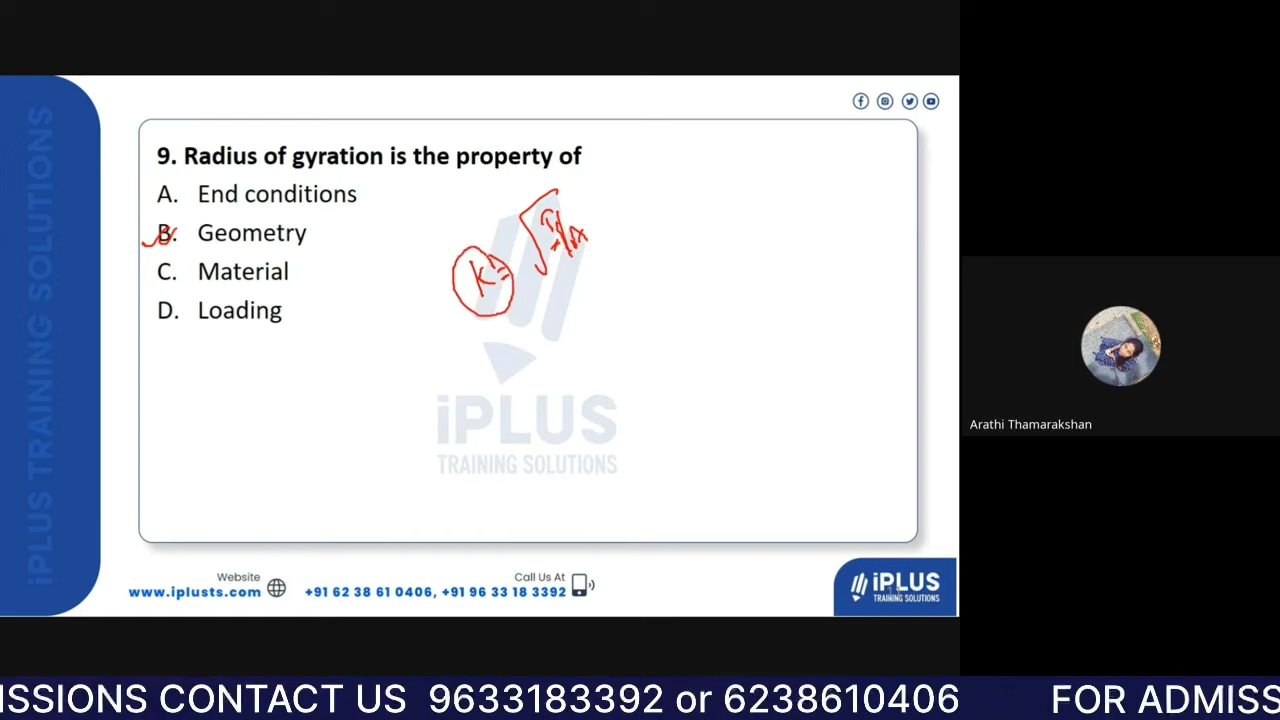 iPLUS TRAINING SOLUTIONS
9. Radius of gyration is the property of
A. End conditions
B. Geometry
C. Material
D. Loading
K = √I/A
iPLUS
TRAINING SOLUTIONS
Arathi Thamarakshan
Website
www.iplusts.com
Call Us At
+91 62 38 61 0406, +91 96 33 18 3392
iPLUS
TRAINING SOLUTIONS
ISSIONS CONTACT US 9633183392 or 6238610406 FOR ADMISS